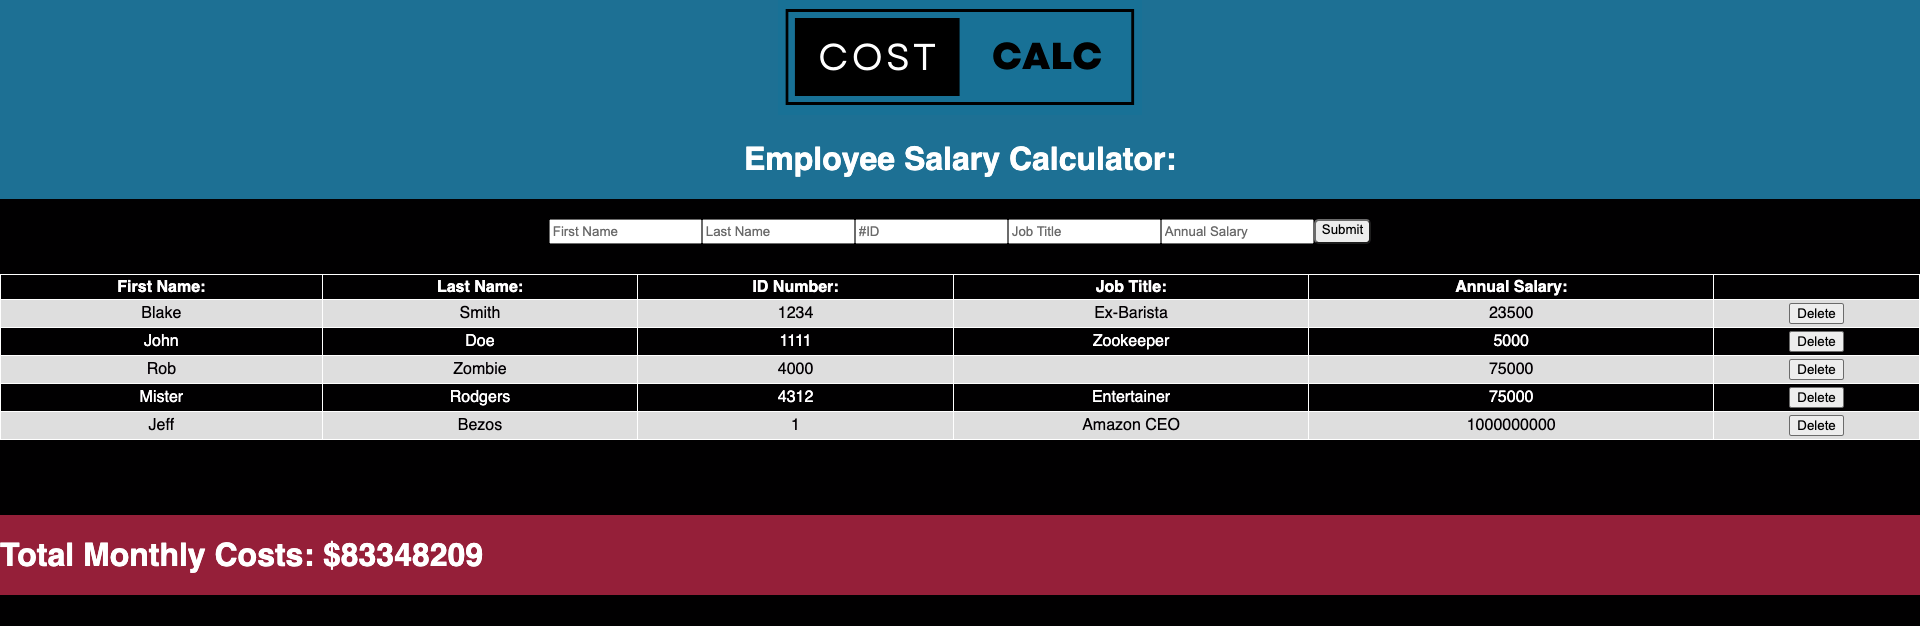 COST CALC
Employee Salary Calculator:
First Name Last Name #ID Job Title Annual Salary Submit
First Name: Last Name: ID Number: Job Title: Annual Salary:
Blake Smith 1234 Ex-Barista 23500 Delete
John Doe 1111 Zookeeper 5000 Delete
Rob Zombie 4000 75000 Delete
Mister Rodgers 4312 Entertainer 75000 Delete
Jeff Bezos 1 Amazon CEO 1000000000 Delete
Total Monthly Costs: $83348209